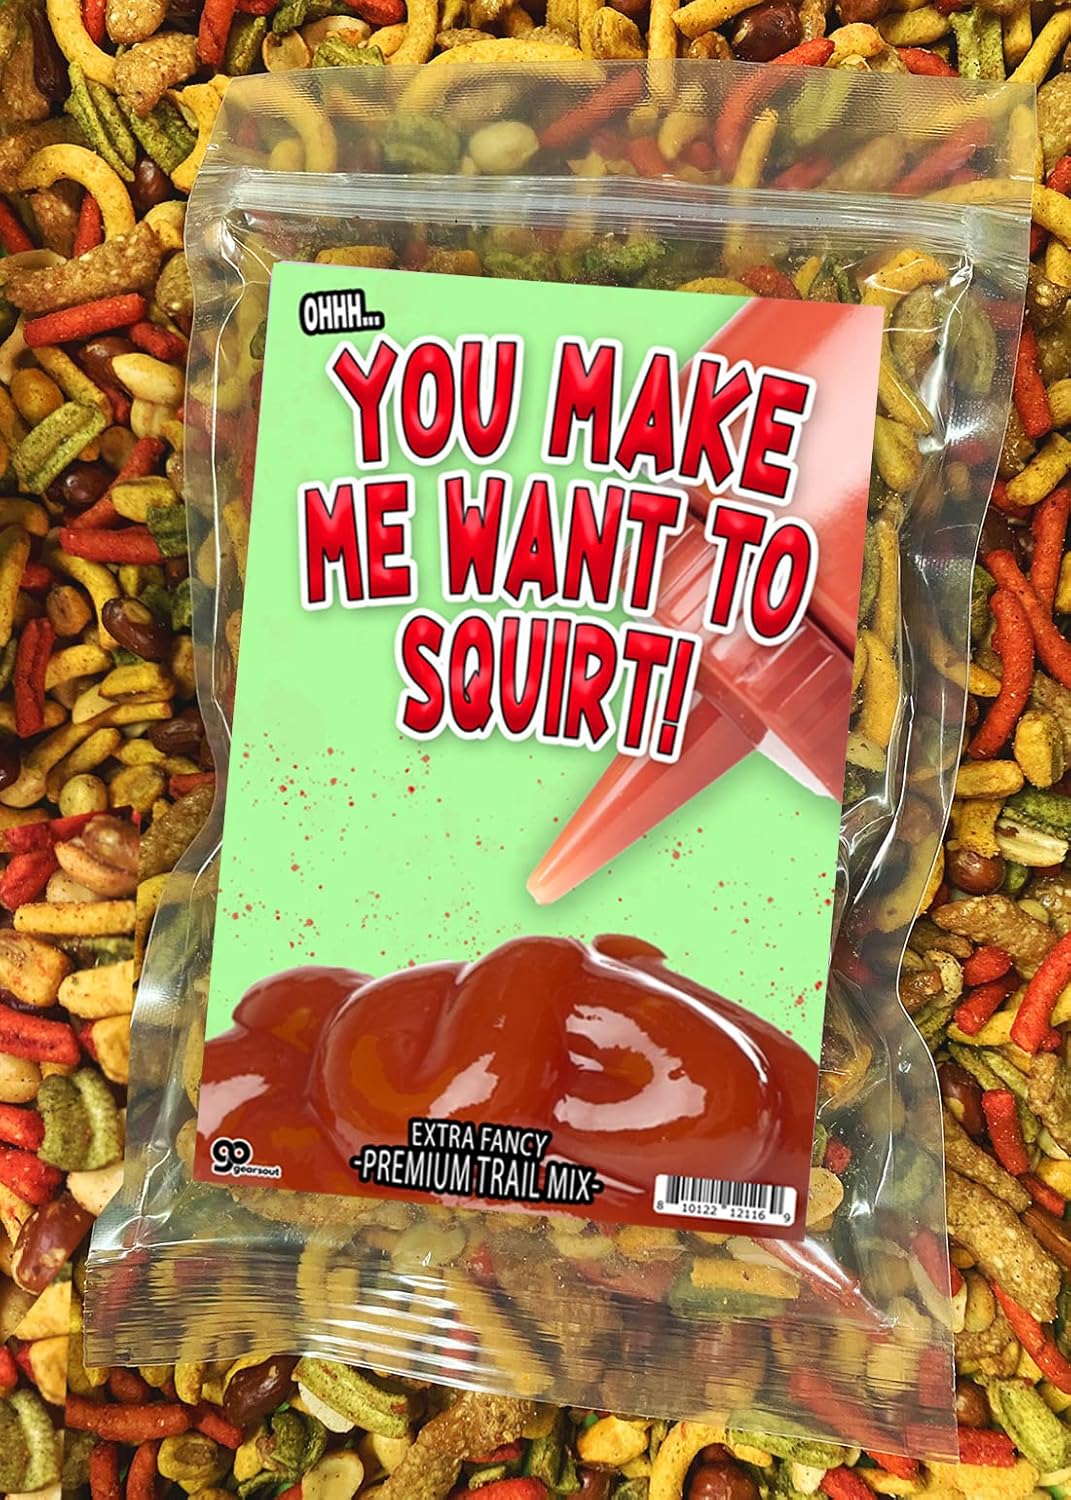 OHHH...
YOU MAKE
ME WANT TO
SQUIRT!
EXTRA FANCY
-PREMIUM TRAIL MIX-
go
gearsout
8 10122 12116 9